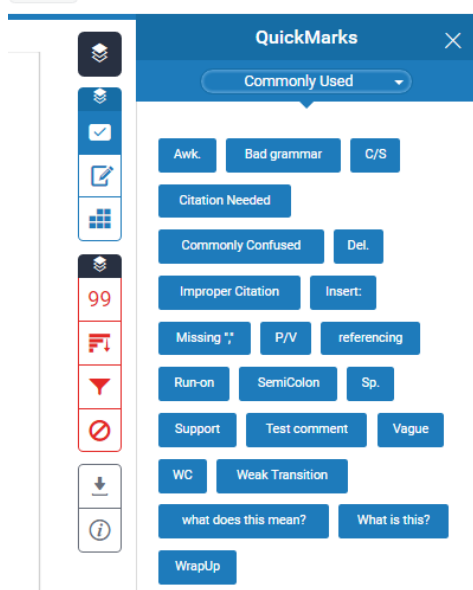 QuickMarks
Commonly Used
Awk. Bad grammar C/S
Citation Needed
Commonly Confused Del.
99
Improper Citation Insert:
Missing "," P/V referencing
Run-on SemiColon Sp.
Support Test comment Vague
WC Weak Transition
what does this mean? What is this?
WrapUp